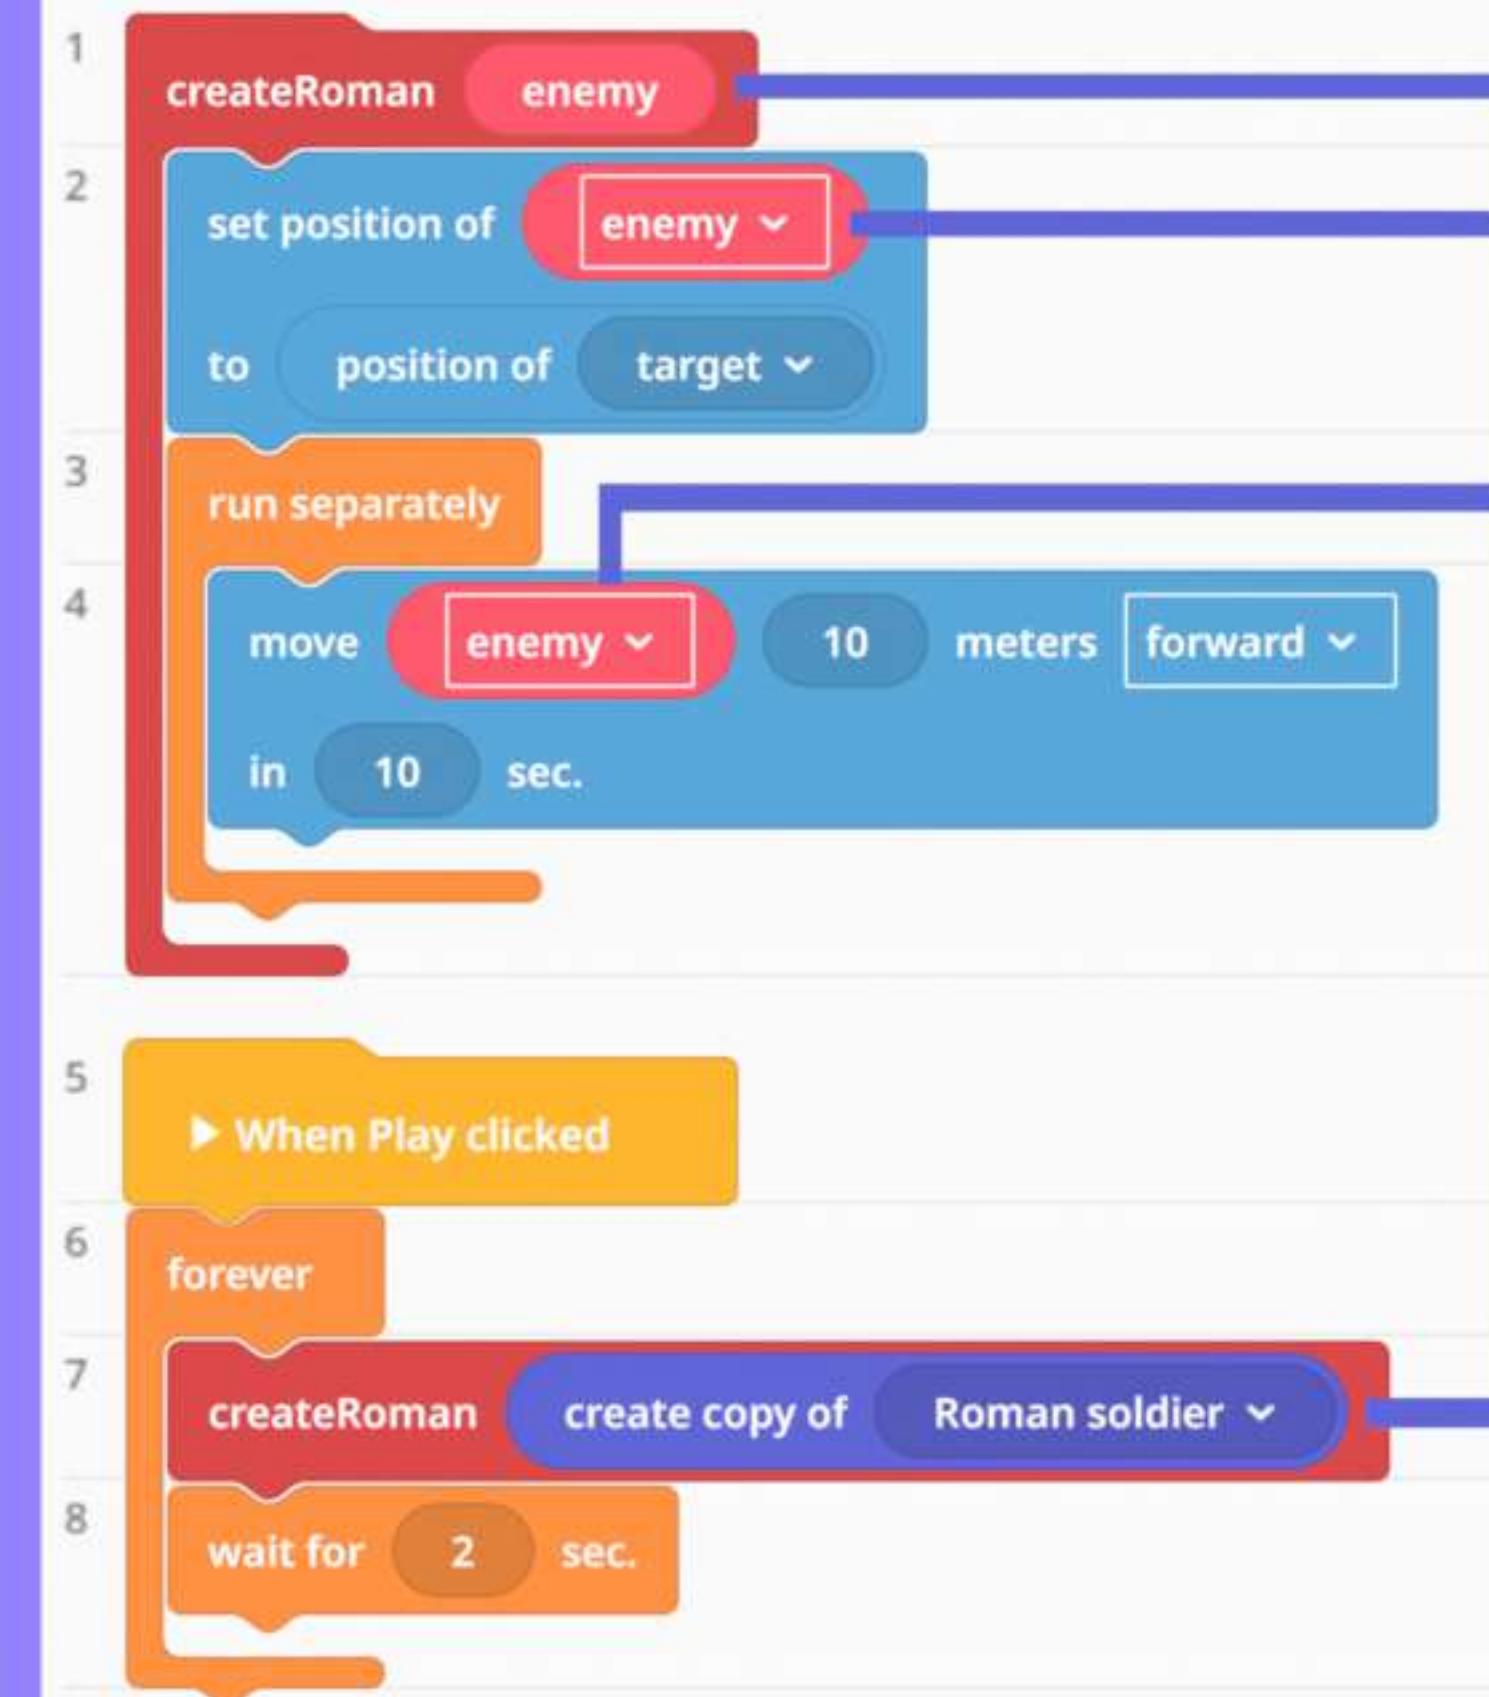 1
createRoman enemy
2
set position of enemy
to position of target
3
run separately
4
move enemy 10 meters forward
in 10 sec.
5
When Play clicked
6
forever
7
createRoman create copy of Roman soldier
8
wait for 2 sec.